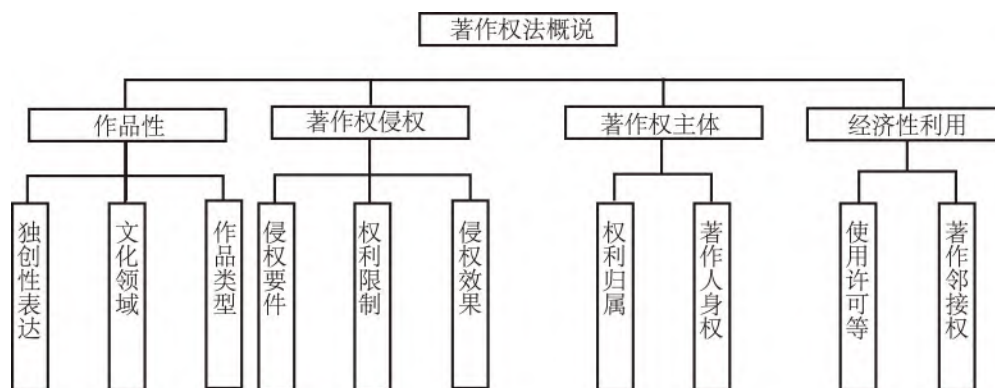 著作权法概说
作品性
著作权侵权
著作权主体
经济性利用
独创性表达
文化领域
作品类型
侵权要件
权利限制
侵权效果
权利归属
著作人身权
使用许可等
著作邻接权